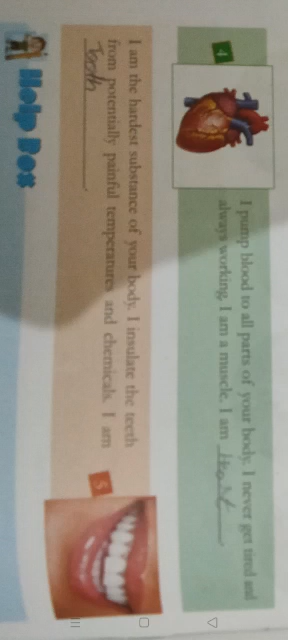 4
I pump blood to all parts of your body. I never get tired and
always working. I am a muscle. I am Heart.
5
I am the hardest substance of your body. I insulate the teeth
from potentially painful temperatures and chemicals. I am
Tooth.
Help Box